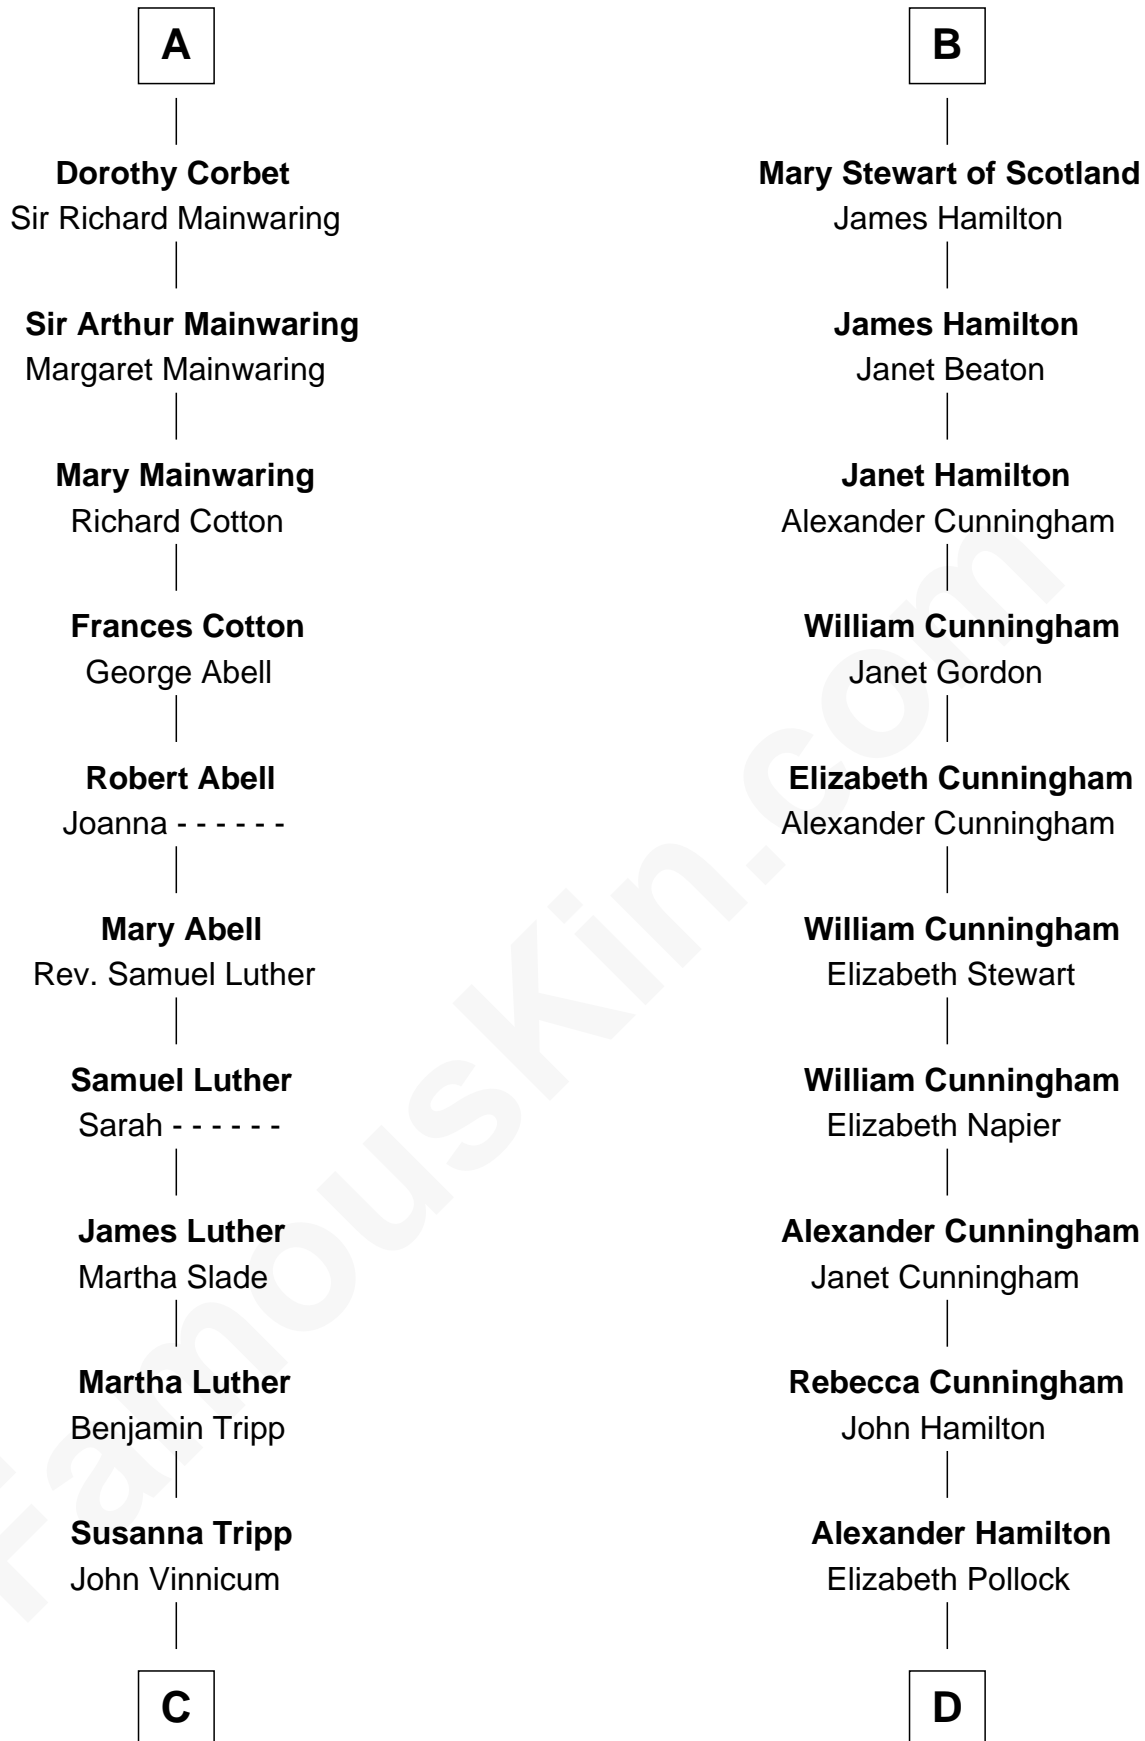 A
Dorothy Corbet
Sir Richard Mainwaring
Sir Arthur Mainwaring
Margaret Mainwaring
Mary Mainwaring
Richard Cotton
Frances Cotton
George Abell
Robert Abell
Joanna - - - - - -
Mary Abell
Rev. Samuel Luther
Samuel Luther
Sarah - - - - - -
James Luther
Martha Slade
Martha Luther
Benjamin Tripp
Susanna Tripp
John Vinnicum
C
B
Mary Stewart of Scotland
James Hamilton
James Hamilton
Janet Beaton
Janet Hamilton
Alexander Cunningham
William Cunningham
Janet Gordon
Elizabeth Cunningham
Alexander Cunningham
William Cunningham
Elizabeth Stewart
William Cunningham
Elizabeth Napier
Alexander Cunningham
Janet Cunningham
Rebecca Cunningham
John Hamilton
Alexander Hamilton
Elizabeth Pollock
D
FamousKin.com